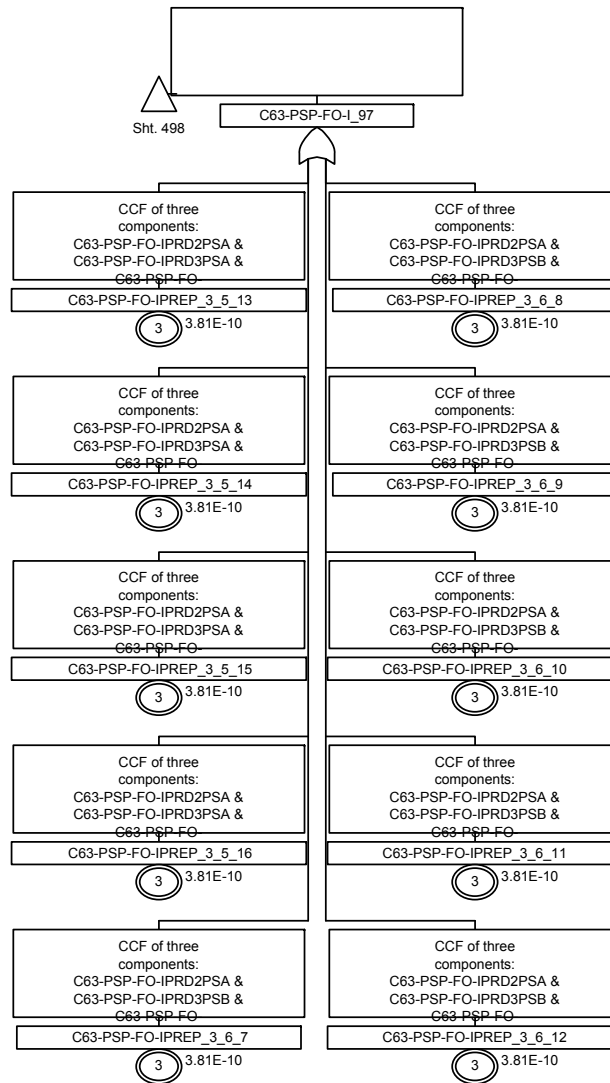 Sht. 498
C63-PSP-FO-I_97
CCF of three
components:
C63-PSP-FO-IPRD2PSA &
C63-PSP-FO-IPRD3PSA &
C63-PSP-FO-
C63-PSP-FO-IPREP_3_5_13
3
3.81E-10
CCF of three
components:
C63-PSP-FO-IPRD2PSA &
C63-PSP-FO-IPRD3PSB &
C63-PSP-FO-
C63-PSP-FO-IPREP_3_6_8
3
3.81E-10
CCF of three
components:
C63-PSP-FO-IPRD2PSA &
C63-PSP-FO-IPRD3PSA &
C63-PSP-FO-
C63-PSP-FO-IPREP_3_5_14
3
3.81E-10
CCF of three
components:
C63-PSP-FO-IPRD2PSA &
C63-PSP-FO-IPRD3PSB &
C63-PSP-FO-
C63-PSP-FO-IPREP_3_6_9
3
3.81E-10
CCF of three
components:
C63-PSP-FO-IPRD2PSA &
C63-PSP-FO-IPRD3PSA &
C63-PSP-FO-
C63-PSP-FO-IPREP_3_5_15
3
3.81E-10
CCF of three
components:
C63-PSP-FO-IPRD2PSA &
C63-PSP-FO-IPRD3PSB &
C63-PSP-FO-
C63-PSP-FO-IPREP_3_6_10
3
3.81E-10
CCF of three
components:
C63-PSP-FO-IPRD2PSA &
C63-PSP-FO-IPRD3PSA &
C63-PSP-FO-
C63-PSP-FO-IPREP_3_5_16
3
3.81E-10
CCF of three
components:
C63-PSP-FO-IPRD2PSA &
C63-PSP-FO-IPRD3PSB &
C63-PSP-FO-
C63-PSP-FO-IPREP_3_6_11
3
3.81E-10
CCF of three
components:
C63-PSP-FO-IPRD2PSA &
C63-PSP-FO-IPRD3PSB &
C63-PSP-FO-
C63-PSP-FO-IPREP_3_6_7
3
3.81E-10
CCF of three
components:
C63-PSP-FO-IPRD2PSA &
C63-PSP-FO-IPRD3PSB &
C63-PSP-FO-
C63-PSP-FO-IPREP_3_6_12
3
3.81E-10